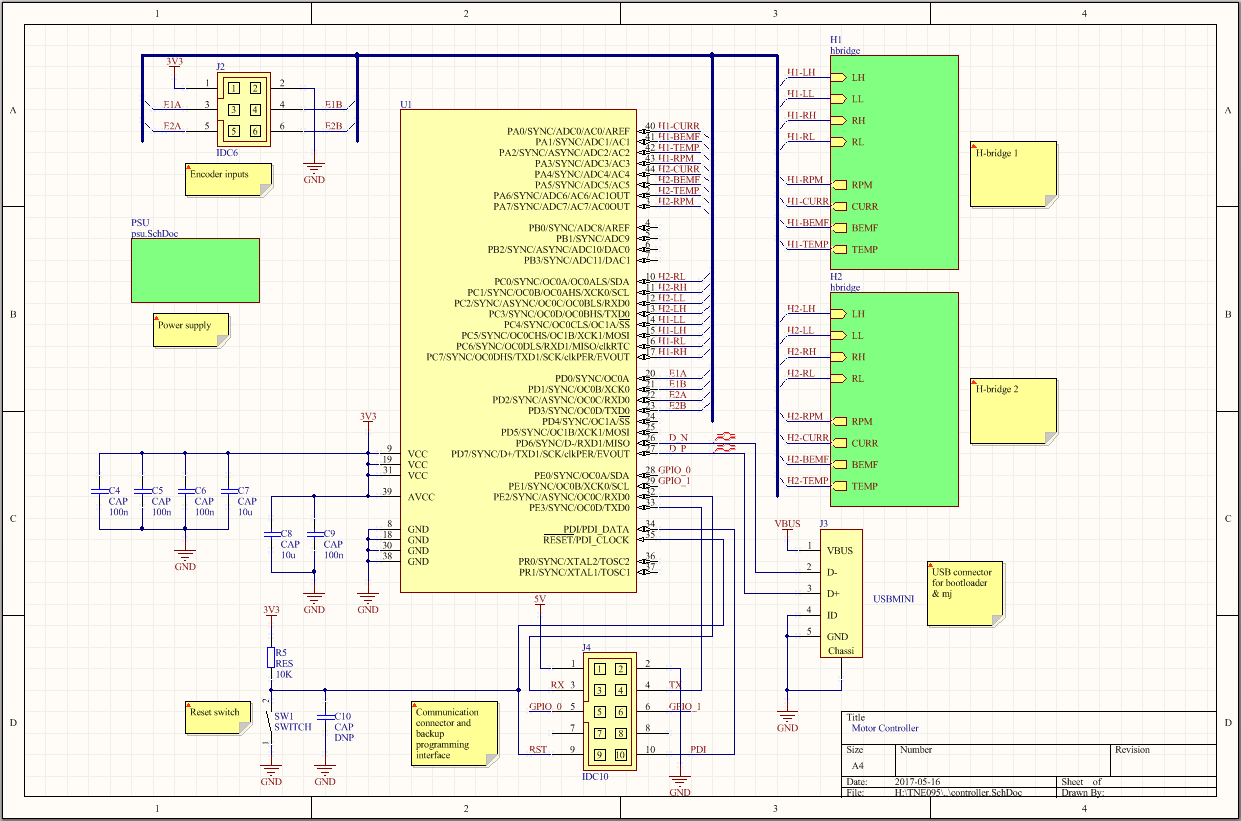 1 2 3 4
A
B
C
D
3V3
J2
1 2
3 4
5 6
1 2
3 4
5 6
E1A E1B
E2A E2B
IDC6
GND
Encoder inputs
PSU
psu.SchDoc
Power supply
U1
PA0/SYNC/ADC0/AC0/AREF 40 H1-CURR
PA1/SYNC/ADC1/AC1 41 H1-BEMF
PA2/SYNC/ASYNC/ADC2/AC2 42 H1-TEMP
PA3/SYNC/ADC3/AC3 43 H1-RPM
PA4/SYNC/ADC4/AC4 44 H2-CURR
PA5/SYNC/ADC5/AC5 H2-BEMF
PA6/SYNC/ADC6/AC6/AC1OUT H2-TEMP
PA7/SYNC/ADC7/AC7/AC0OUT H2-RPM
PB0/SYNC/ADC8/AREF 4
PB1/SYNC/ADC9
PB2/SYNC/ASYNC/ADC10/DAC0
PB3/SYNC/ADC11/DAC1
PC0/SYNC/OC0A/OC0ALS/SDA 10 H2-RL
PC1/SYNC/OC0B/OC0AHS/XCK0/SCL 11 H2-RH
PC2/SYNC/ASYNC/OC0C/OC0BLS/RXD0 12 H2-LL
PC3/SYNC/OC0D/OC0BHS/TXD0 13 H2-LH
PC4/SYNC/OC0CLS/OC1A/SS 14 H1-LL
PC5/SYNC/OC0CHS/OC1B/XCK1/MOSI 15 H1-LH
PC6/SYNC/OC0DLS/RXD1/MISO/clkRTC 16 H1-RL
PC7/SYNC/OC0DHS/TXD1/SCK/clkPER/EVOUT 17 H1-RH
PD0/SYNC/OC0A 20 E1A
PD1/SYNC/OC0B/XCK0 21 E1B
PD2/SYNC/ASYNC/OC0C/RXD0 22 E2A
PD3/SYNC/OC0D/TXD0 23 E2B
PD4/SYNC/OC1A/SS 24
PD5/SYNC/OC1B/XCK1/MOSI 25
PD6/SYNC/D-/RXD1/MISO 26 D_N
PD7/SYNC/D+/TXD1/SCK/clkPER/EVOUT 27 D_P
PE0/SYNC/OC0A/SDA 28 GPIO_0
PE1/SYNC/OC0B/XCK0/SCL 29 GPIO_1
PE2/SYNC/ASYNC/OC0C/RXD0 32
PE3/SYNC/OC0D/TXD0 33
PDI/PDI_DATA 34
RESET/PDI_CLOCK 35
PR0/SYNC/XTAL2/TOSC2 36
PR1/SYNC/XTAL1/TOSC1 37
3V3
9 VCC
19 VCC
31 VCC
39 AVCC
8 GND
18 GND
30 GND
38 GND
C4 C5 C6 C7
CAP CAP CAP CAP
100n 100n 100n 10u
GND
C8 C9
CAP CAP
10u 100n
GND GND
3V3
R5
RES
10K
2
SW1
SWITCH
1
C10
CAP
DNP
GND GND
Reset switch
Communication
connector and
backup
programming
interface
5V
J4
1 1 2 2
RX 3 3 4 4 TX
GPIO_0 5 5 6 6 GPIO_1
7 7 8 8
RST 9 9 10 10 PDI
IDC10
GND
H1
hbridge
H1-LH LH
H1-LL LL
H1-RH RH
H1-RL RL
H1-RPM RPM
H1-CURR CURR
H1-BEMF BEMF
H1-TEMP TEMP
H-bridge 1
H2
hbridge
H2-LH LH
H2-LL LL
H2-RH RH
H2-RL RL
H2-RPM RPM
H2-CURR CURR
H2-BEMF BEMF
H2-TEMP TEMP
H-bridge 2
VBUS
J3
1 VBUS
2 D-
3 D+
4 ID
5 GND
Chassi
USBMINI
GND
USB connector
for bootloader
& mj
Title
Motor Controller
Size Number Revision
A4
Date: 2017-05-16 Sheet of
File: H:\TNE095\..\controller.SchDoc Drawn By:
A
B
C
D
1 2 3 4